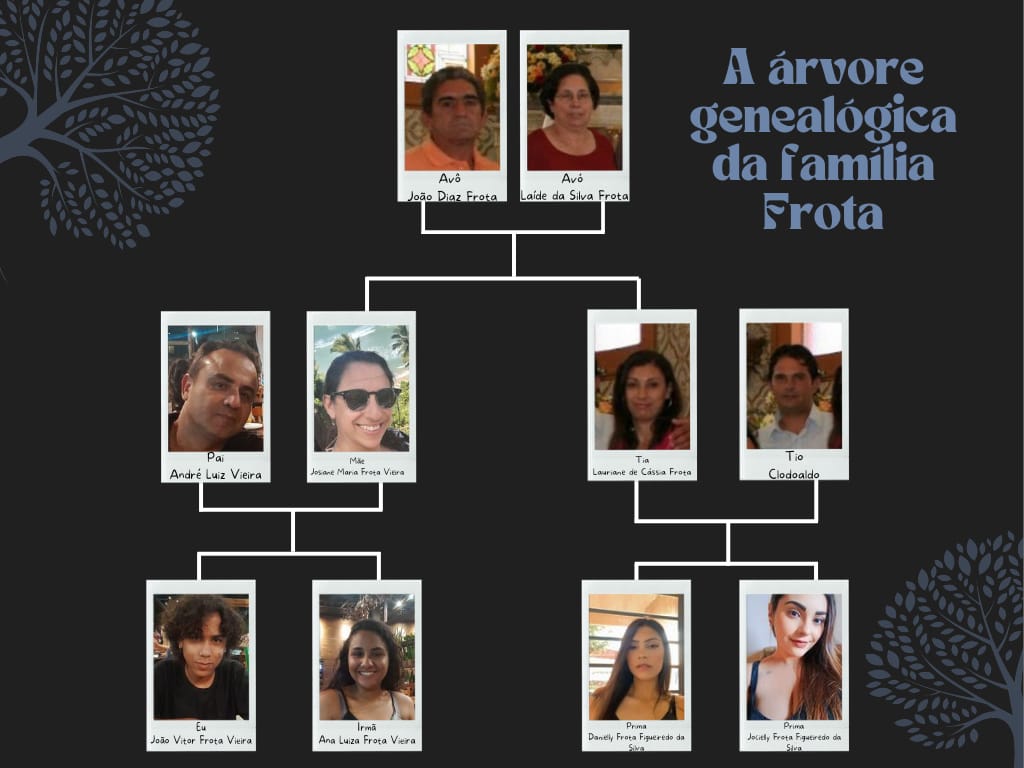 A árvore
genealógica
da família
Frota
Avô
João Diaz Frota
Avó
Laíde da Silva Frota
Pai
André Luiz Vieira
Mãe
Josiane Maria Frota Vieira
Tia
Lauriane de Cássia Frota
Tio
Clodoaldo
Eu
João Vitor Frota Vieira
Irmã
Ana Luiza Frota Vieira
Prima
Danielly Frota Figueiredo da
Silva
Prima
Jocielly Frota Figueiredo da
Silva